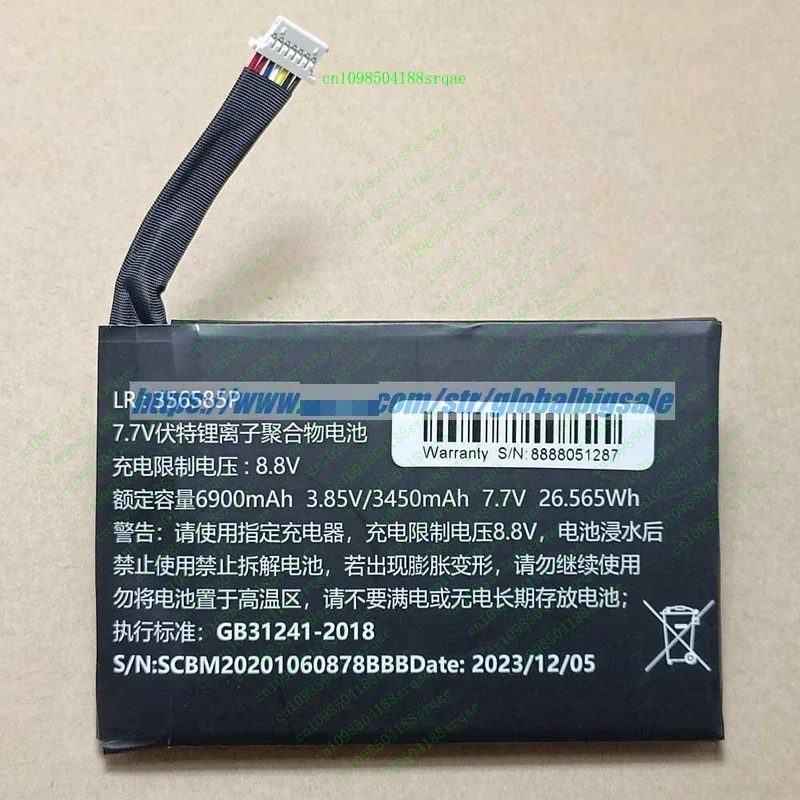 cn1098504188srqae
LR 356585P
https://www. .com/str/globalbigsale
7.7V伏特锂离子聚合物电池
充电限制电压：8.8V
Warranty S/N: 8888051287
额定容量6900mAh 3.85V/3450mAh 7.7V 26.565Wh
警告：请使用指定充电器，充电限制电压8.8V，电池浸水后
禁止使用禁止拆解电池，若出现膨胀变形，请勿继续使用
勿将电池置于高温区，请不要满电或无电长期存放电池；
执行标准：GB31241-2018
S/N:SCBM20201060878BBBDate: 2023/12/05